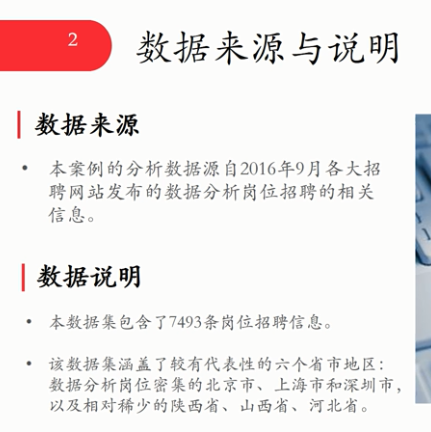 2
数据来源与说明
数据来源
• 本案例的分析数据源自2016年9月各大招
聘网站发布的数据分析岗位招聘的相关
信息。
数据说明
• 本数据集包含了7493条岗位招聘信息。
• 该数据集涵盖了较有代表性的六个省市地区：
数据分析岗位密集的北京市、上海市和深圳市，
以及相对稀少的陕西省、山西省、河北省。